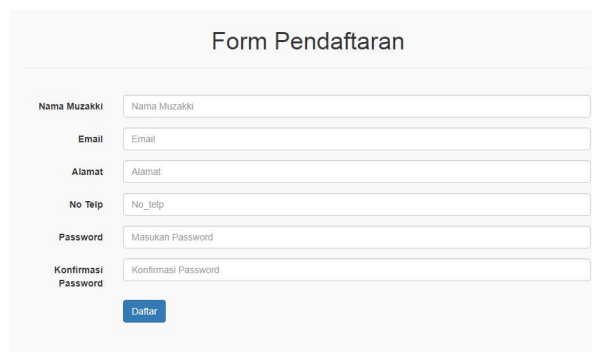 Form Pendaftaran
Nama Muzakki Nama Muzakki
Email Email
Alamat Alamat
No Telp No_telp
Password Masukan Password
Konfirmasi Password Konfirmasi Password
Daftar